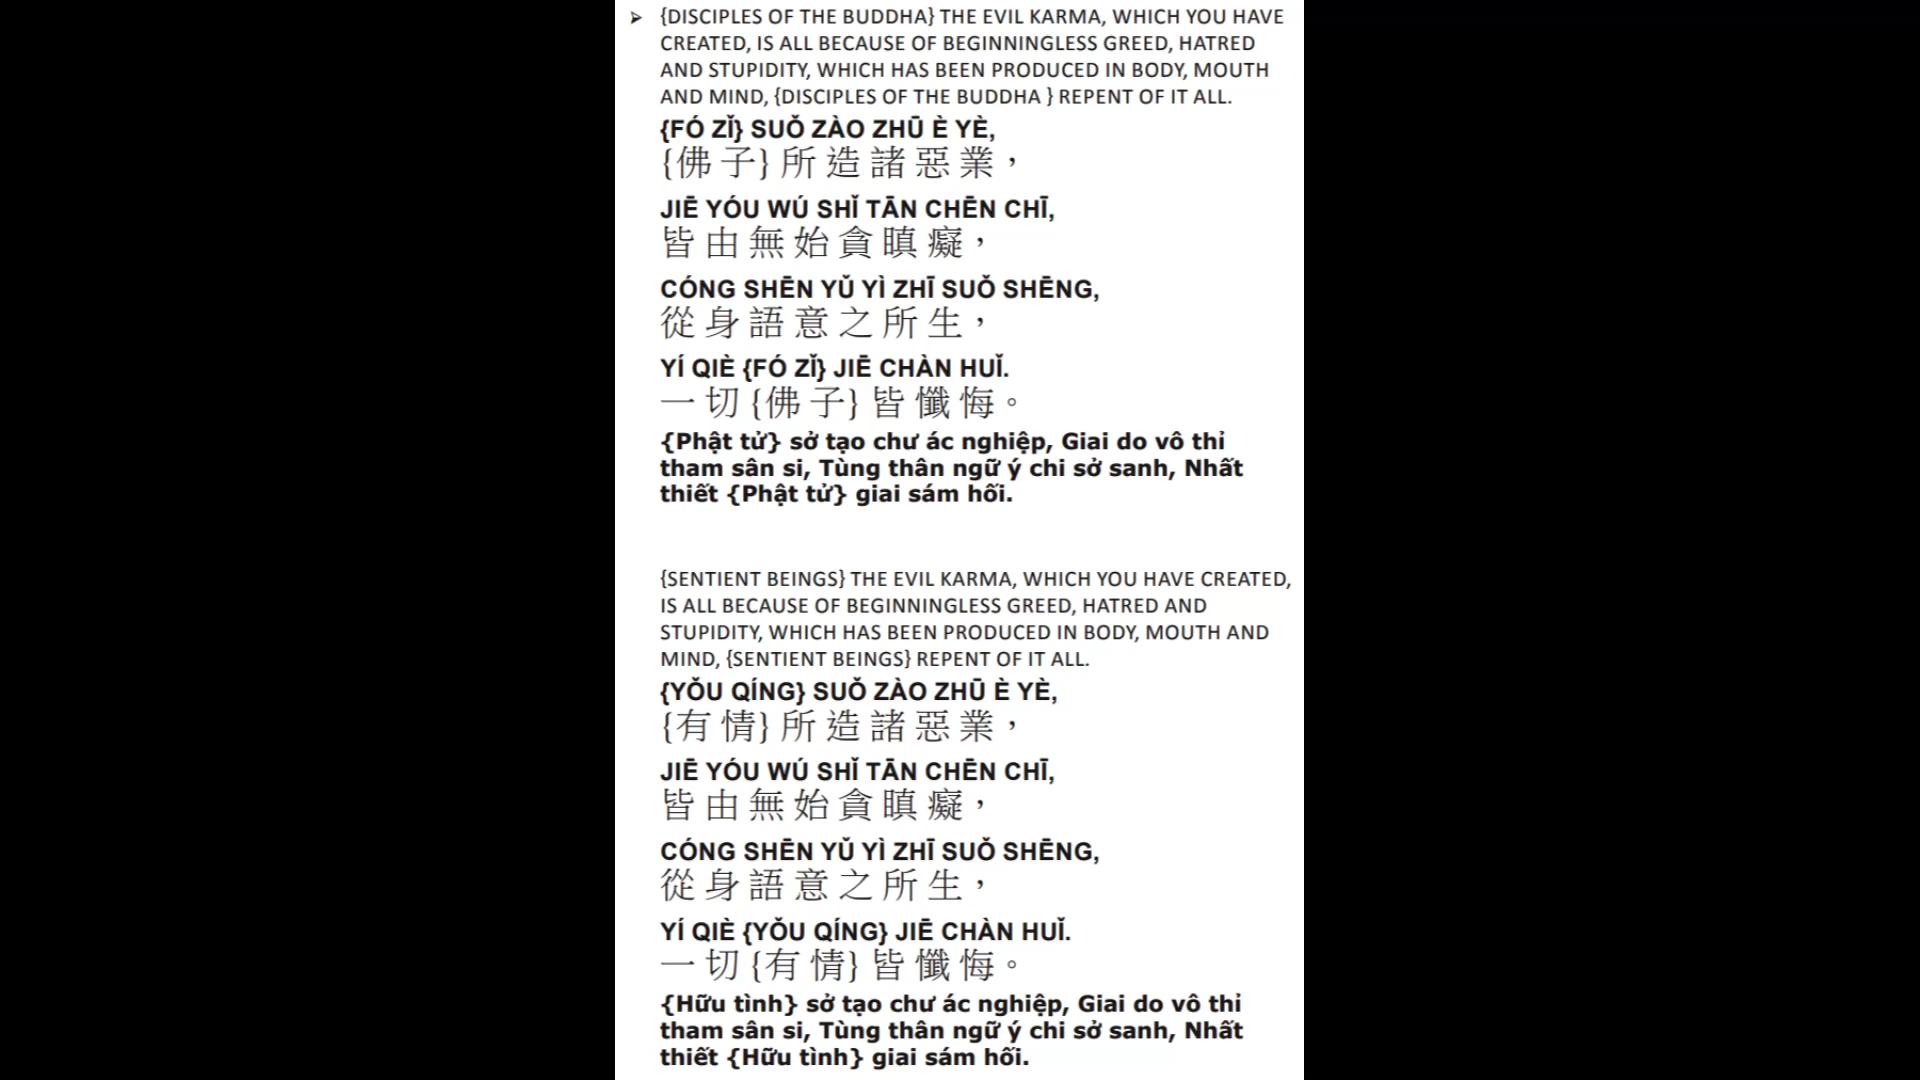 ➢ {DISCIPLES OF THE BUDDHA} THE EVIL KARMA, WHICH YOU HAVE
CREATED, IS ALL BECAUSE OF BEGINNINGLESS GREED, HATRED
AND STUPIDITY, WHICH HAS BEEN PRODUCED IN BODY, MOUTH
AND MIND, {DISCIPLES OF THE BUDDHA } REPENT OF IT ALL.
{FÓ ZǏ} SUǑ ZÀO ZHŪ È YÈ,
{佛 子} 所 造 諸 惡 業，
JIĒ YÓU WÚ SHǏ TĀN CHĒN CHĪ,
皆 由 無 始 貪 瞋 癡，
CÓNG SHĒN YǓ YÌ ZHĪ SUǑ SHĒNG,
從 身 語 意 之 所 生，
YÍ QIÈ {FÓ ZǏ} JIĒ CHÀN HUǏ.
一 切 {佛 子} 皆 懺 悔。
{Phật tử} sở tạo chư ác nghiệp, Giai do vô thỉ
tham sân si, Tùng thân ngữ ý chi sở sanh, Nhất
thiết {Phật tử} giai sám hối.
{SENTIENT BEINGS} THE EVIL KARMA, WHICH YOU HAVE CREATED,
IS ALL BECAUSE OF BEGINNINGLESS GREED, HATRED AND
STUPIDITY, WHICH HAS BEEN PRODUCED IN BODY, MOUTH AND
MIND, {SENTIENT BEINGS} REPENT OF IT ALL.
{YǑU QÍNG} SUǑ ZÀO ZHŪ È YÈ,
{有 情} 所 造 諸 惡 業，
JIĒ YÓU WÚ SHǏ TĀN CHĒN CHĪ,
皆 由 無 始 貪 瞋 癡，
CÓNG SHĒN YǓ YÌ ZHĪ SUǑ SHĒNG,
從 身 語 意 之 所 生，
YÍ QIÈ {YǑU QÍNG} JIĒ CHÀN HUǏ.
一 切 {有 情} 皆 懺 悔。
{Hữu tình} sở tạo chư ác nghiệp, Giai do vô thỉ
tham sân si, Tùng thân ngữ ý chi sở sanh, Nhất
thiết {Hữu tình} giai sám hối.